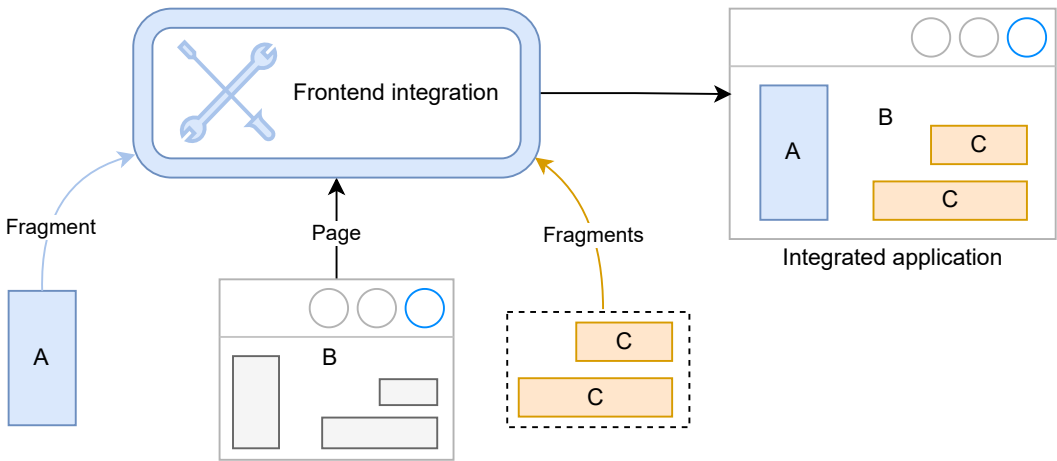 Frontend integration
B
A
C
C
Integrated application
Fragment
Page
Fragments
A
B
C
C